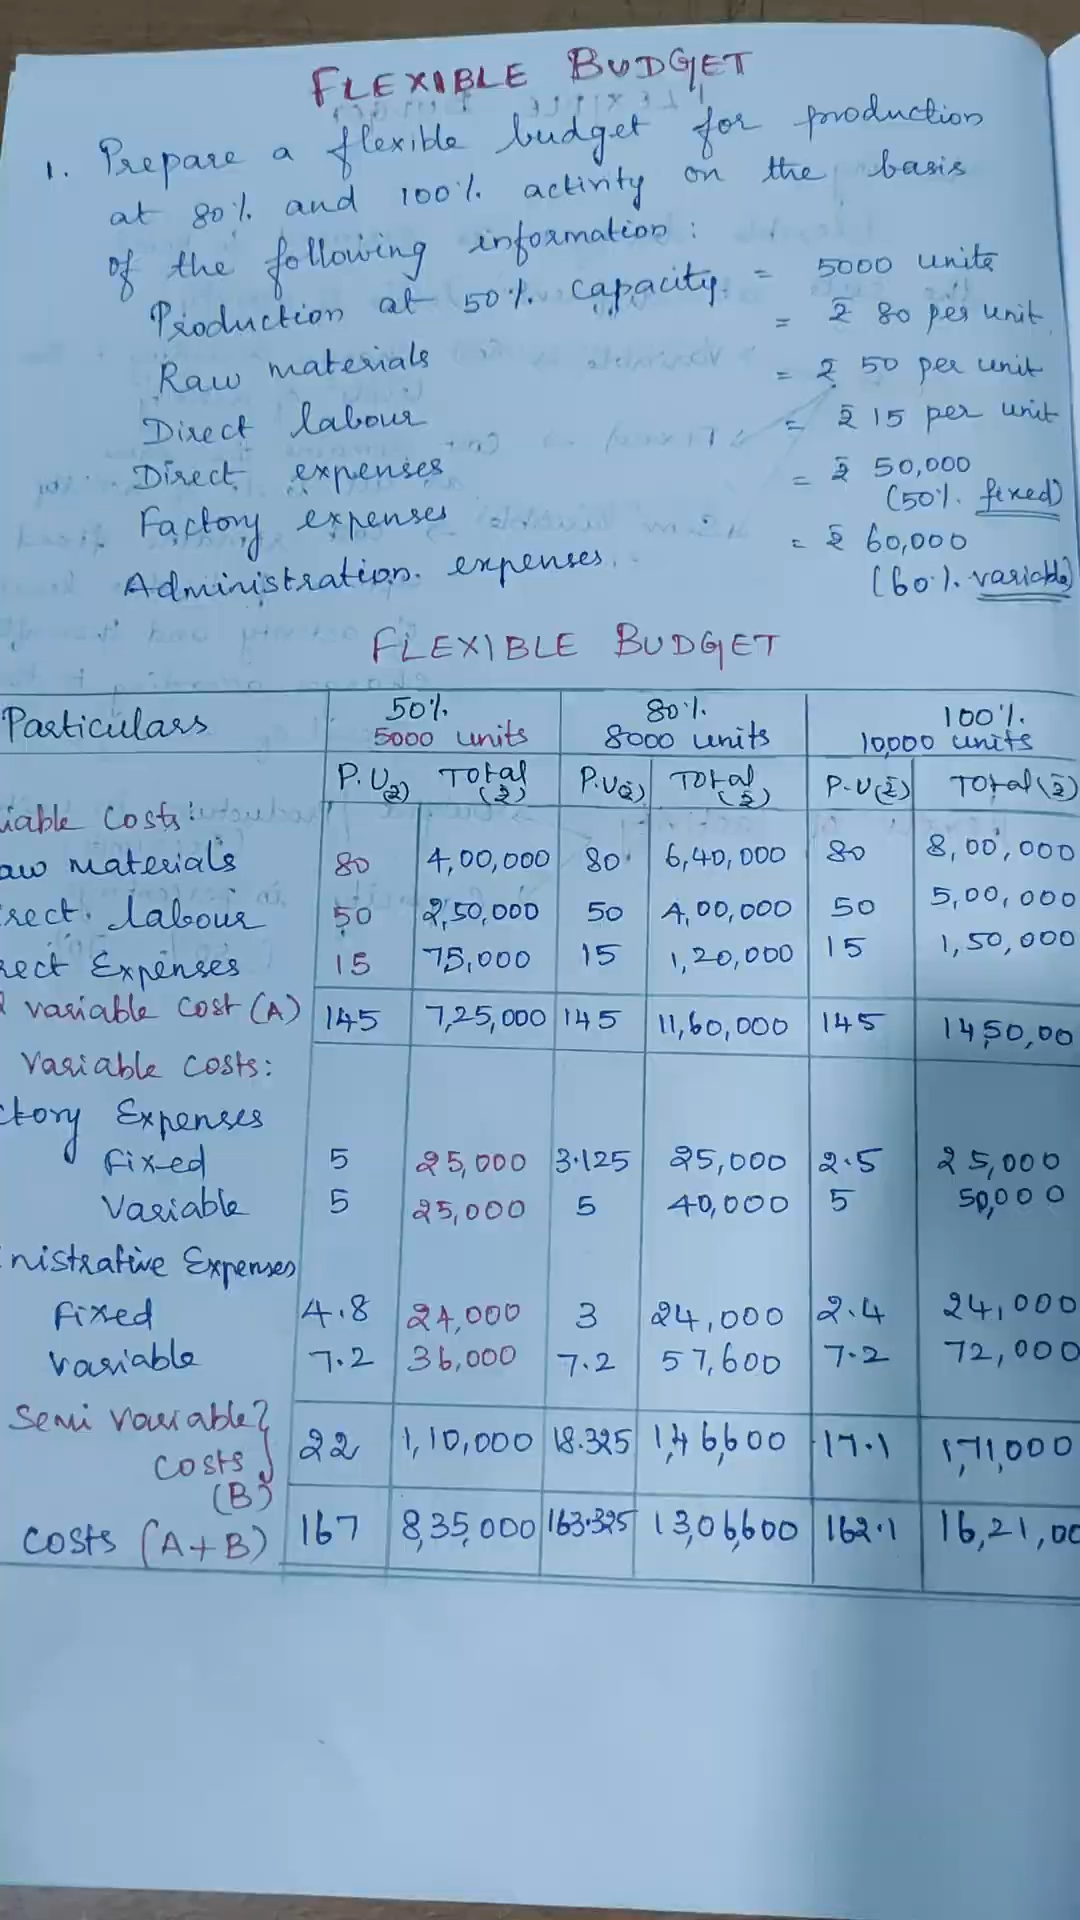 FLEXIBLE BUDGET
1. Prepare a flexible budget for production
at 80% and 100% activity on the basis
of the following information:
Production at 50% capacity = 5000 units
Raw materials = ₹ 80 per unit
Direct labour = ₹ 50 per unit
Direct expenses = ₹ 15 per unit
Factory expenses = ₹ 50,000
(50% fixed)
Administration expenses = ₹ 60,000
(60% variable)
FLEXIBLE BUDGET
Particulars 50% 80% 100%
5000 units 8000 units 10,000 units
P.U(₹) Total (₹) P.U(₹) Total (₹) P.U(₹) Total (₹)
iable Costs:
aw materials 80 4,00,000 80 6,40,000 80 8,00,000
rect labour 50 2,50,000 50 4,00,000 50 5,00,000
rect Expenses 15 75,000 15 1,20,000 15 1,50,000
variable cost (A) 145 7,25,000 145 11,60,000 145 14,50,00
Variable costs:
ctory Expenses
Fixed 5 25,000 3.125 25,000 2.5 25,000
Variable 5 25,000 5 40,000 5 50,000
nistrative Expenses
Fixed 4.8 24,000 3 24,000 2.4 24,000
Variable 7.2 36,000 7.2 57,600 7.2 72,000
Semi Variable
Costs 22 1,10,000 18.325 1,46,600 17.1 1,71,000
(B)
Costs (A+B) 167 8,35,000 163.325 13,06,600 162.1 16,21,00